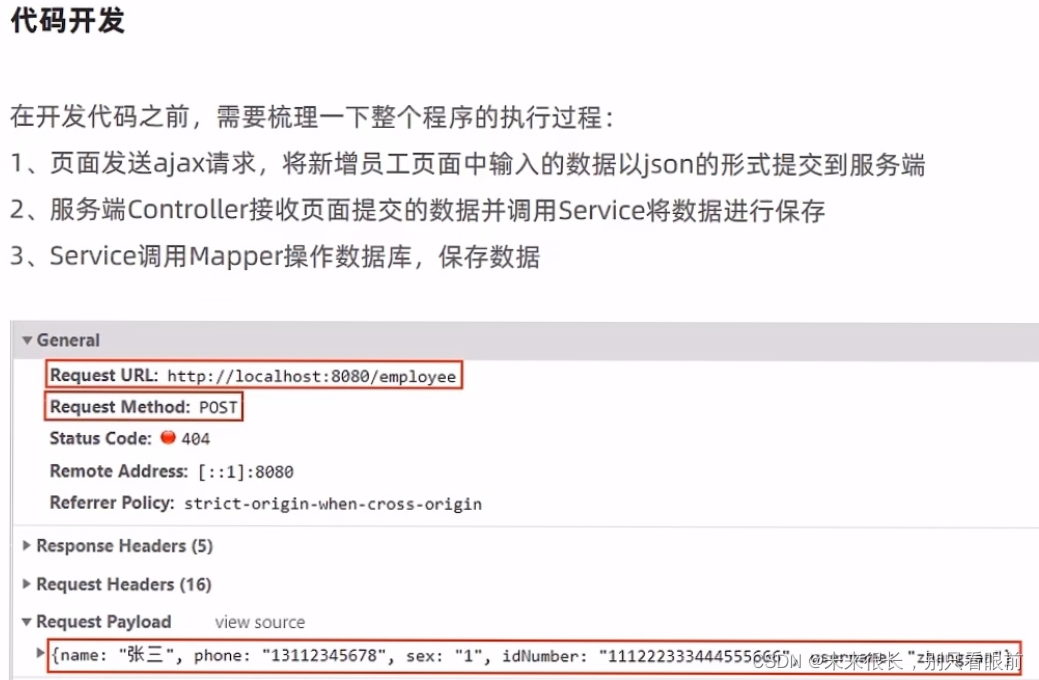 代码开发
在开发代码之前，需要梳理一下整个程序的执行过程：
1、页面发送ajax请求，将新增员工页面中输入的数据以json的形式提交到服务端
2、服务端Controller接收页面提交的数据并调用Service将数据进行保存
3、Service调用Mapper操作数据库，保存数据
General
Request URL: http://localhost:8080/employee
Request Method: POST
Status Code: 404
Remote Address: [::1]:8080
Referrer Policy: strict-origin-when-cross-origin
Response Headers (5)
Request Headers (16)
Request Payload view source
{name: "张三", phone: "13112345678", sex: "1", idNumber: "111222333444555666", username: "zhangsan"}
CSDN @未来很长，别只看眼前